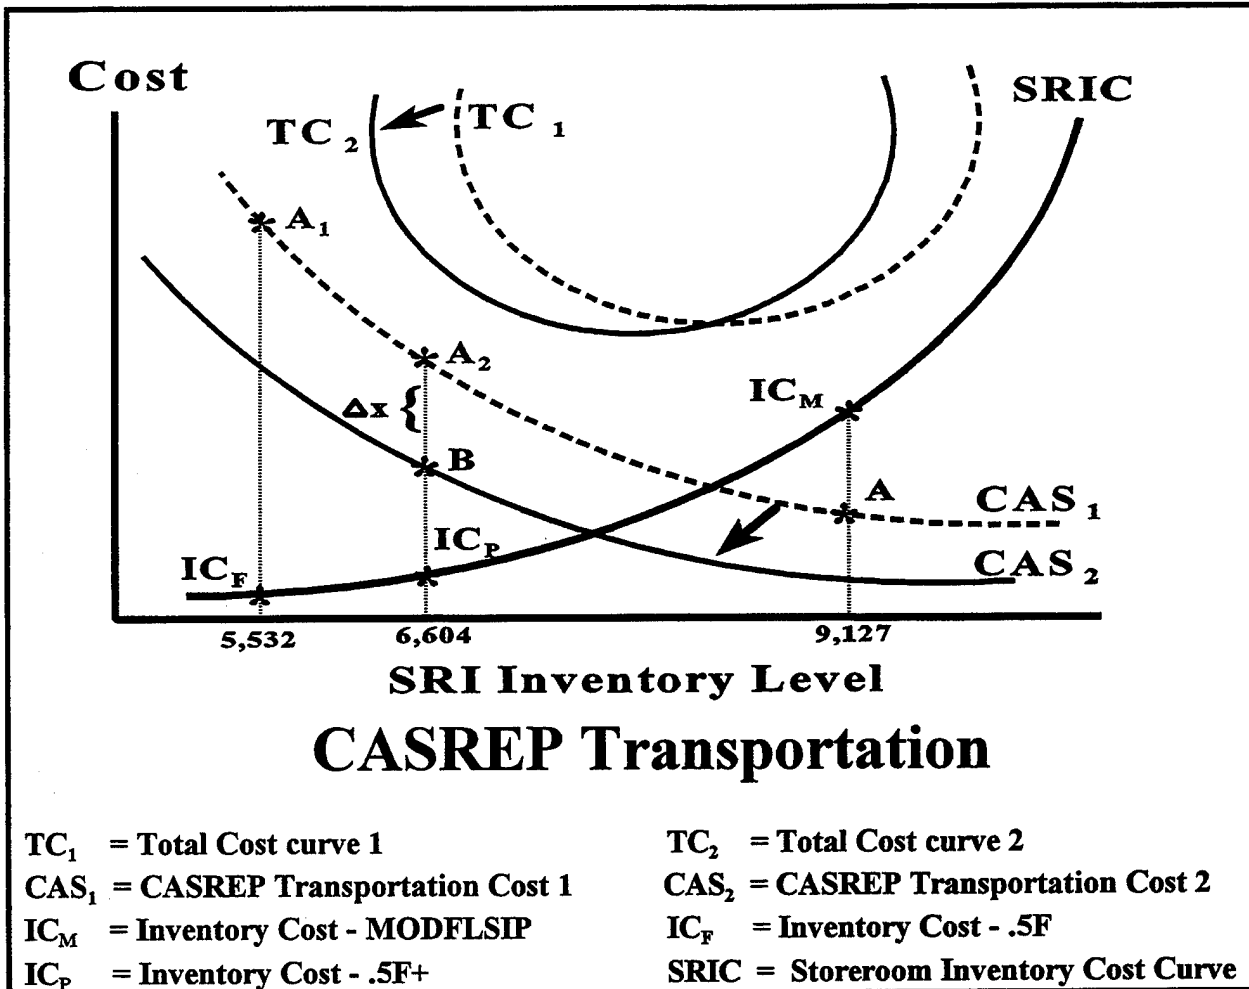 Cost
SRIC
TC₂
TC₁
A₁
A₂
Δx {
IC_M
B
A
CAS₁
IC_P
IC_F
CAS₂
5,532
6,604
9,127
SRI Inventory Level
CASREP Transportation
TC₁ = Total Cost curve 1
TC₂ = Total Cost curve 2
CAS₁ = CASREP Transportation Cost 1
CAS₂ = CASREP Transportation Cost 2
IC_M = Inventory Cost - MODFLSIP
IC_F = Inventory Cost - .5F
IC_P = Inventory Cost - .5F+
SRIC = Storeroom Inventory Cost Curve